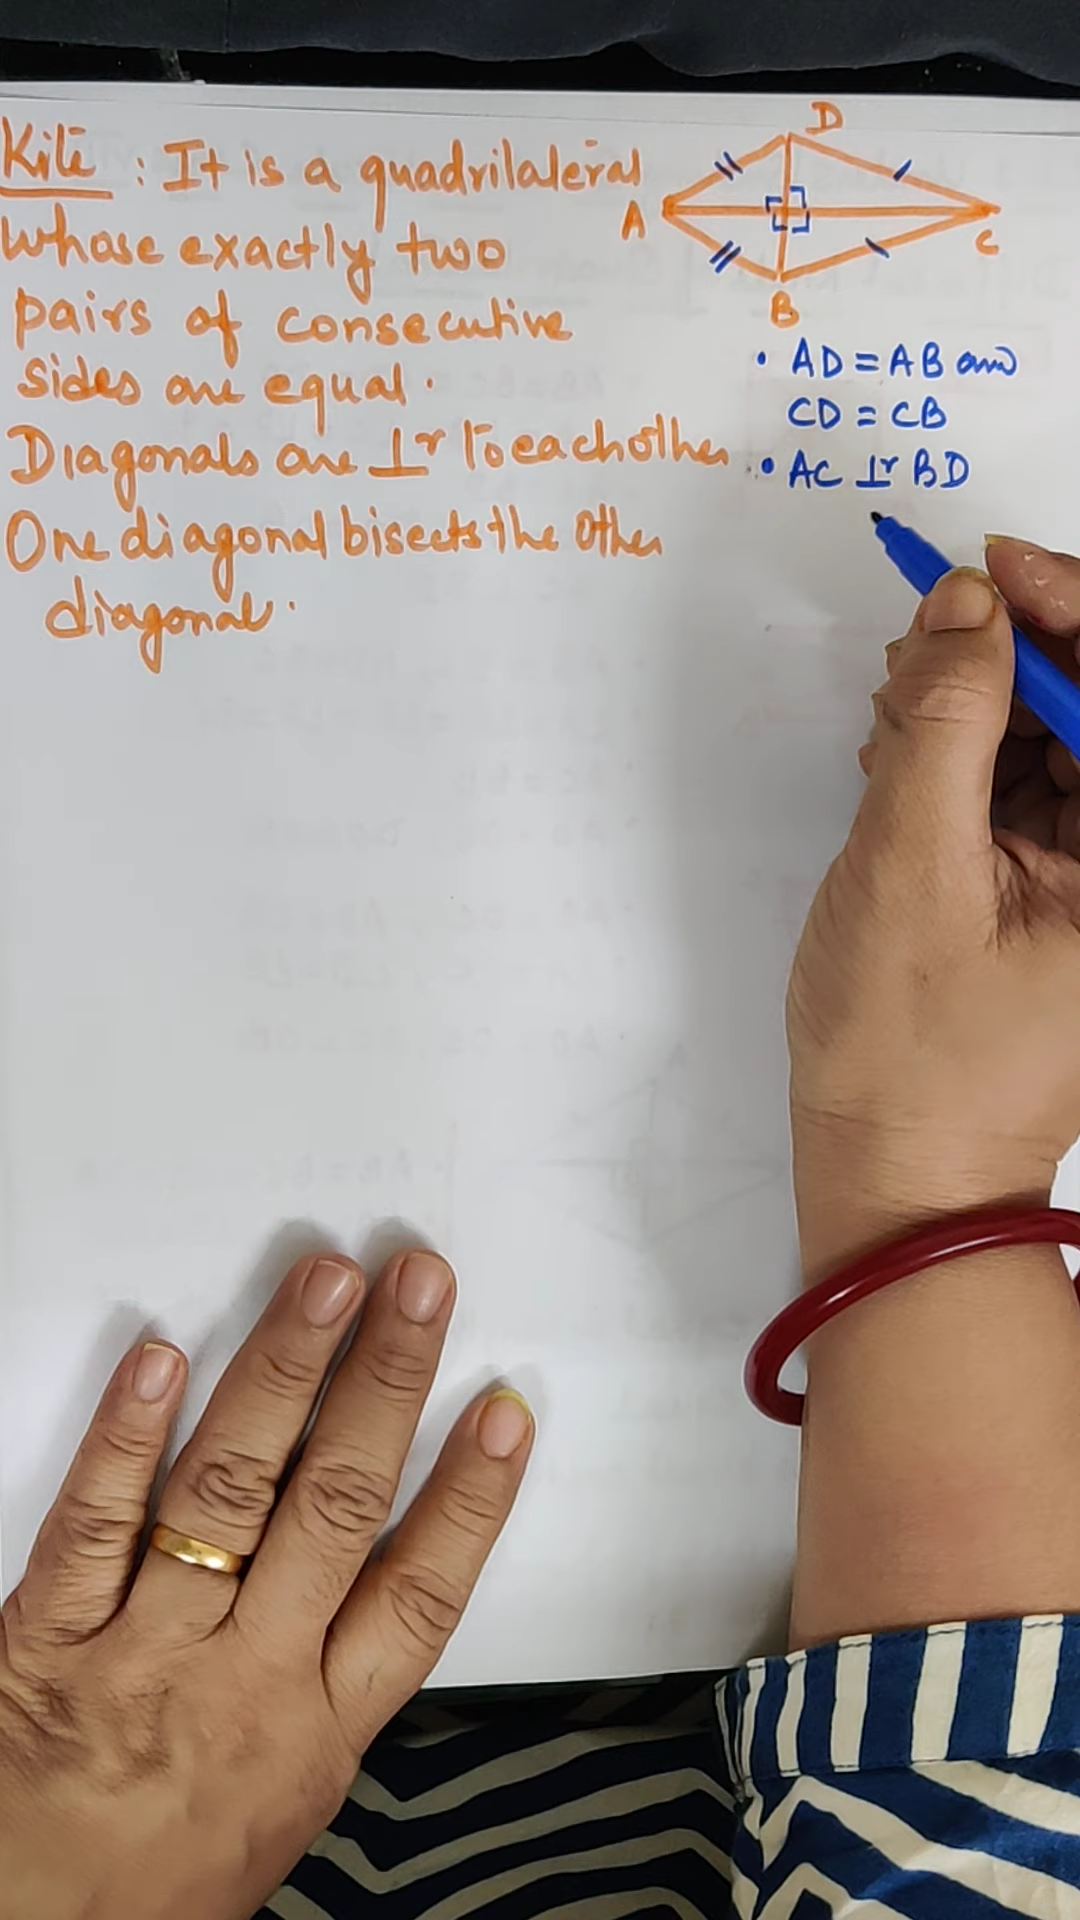 Kite : It is a quadrilateral
whose exactly two
pairs of consecutive
sides are equal.
Diagonals are ⊥r to each other
One diagonal bisects the other
diagonal.
D
A
C
B
• AD = AB and
CD = CB
• AC ⊥r BD